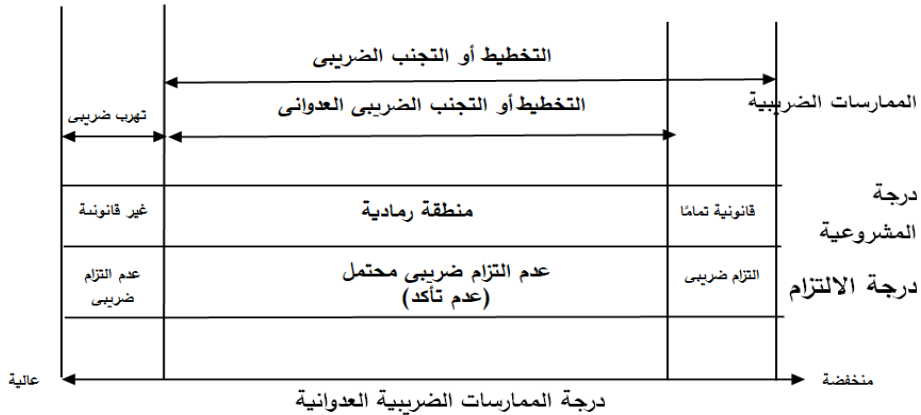 التخطيط أو التجنب الضريبى
الممارسات الضريبية
التخطيط أو التجنب الضريبى العدوانى
تهرب ضريبى
درجة
المشروعية
قانونية تمامًا
منطقة رمادية
غير قانونية
درجة الالتزام
التزام ضريبى
عدم التزام ضريبى محتمل
(عدم تأكد)
عدم التزام
ضريبى
منخفضة
عالية
درجة الممارسات الضريبية العدوانية